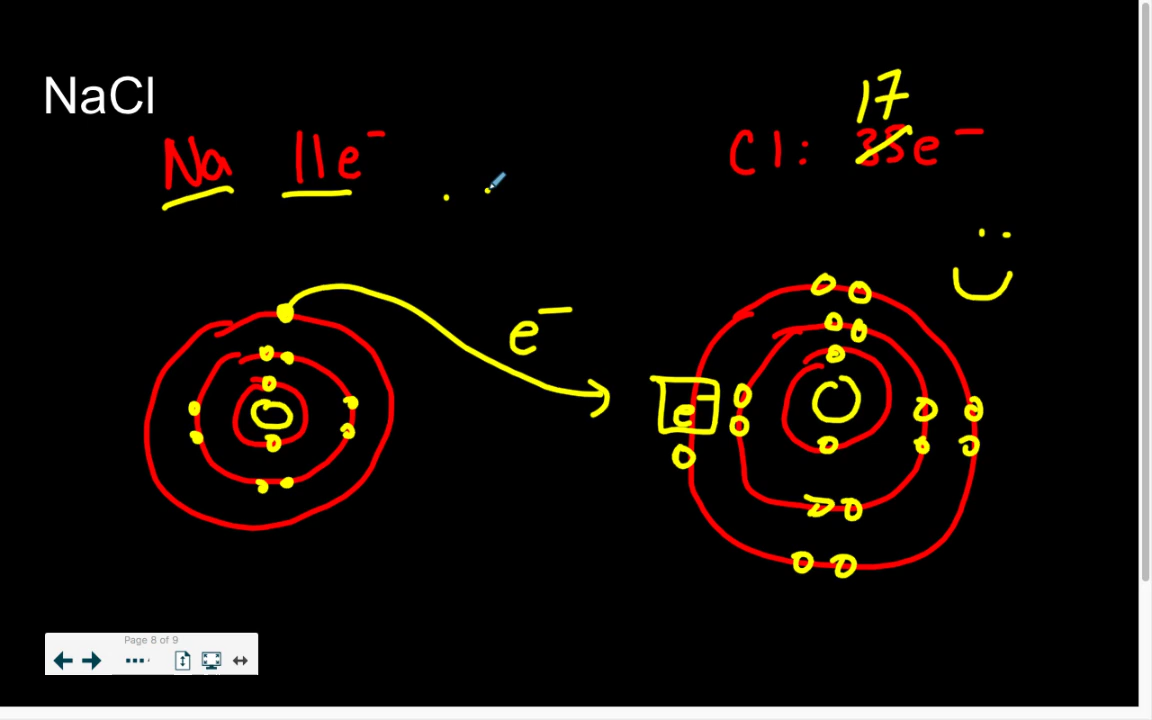 NaCl
17
Na 11e⁻
Cl: 35e⁻
e⁻
e⁻
Page 8 of 9